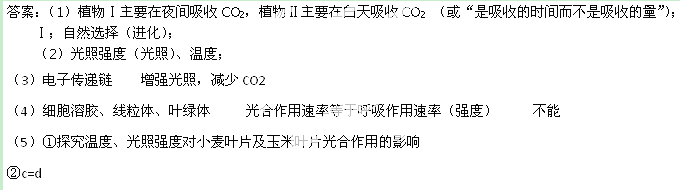 答案：（1）植物Ⅰ主要在夜间吸收CO2，植物Ⅱ主要在白天吸收CO2 （或“是吸收的时间而不是吸收的量”）；
Ⅰ；自然选择（进化）；
（2）光照强度（光照）、温度；
（3）电子传递链 增强光照，减少CO2
（4）细胞溶胶、线粒体、叶绿体 光合作用速率等于呼吸作用速率（强度） 不能
（5）①探究温度、光照强度对小麦叶片及玉米叶片光合作用的影响
②c=d